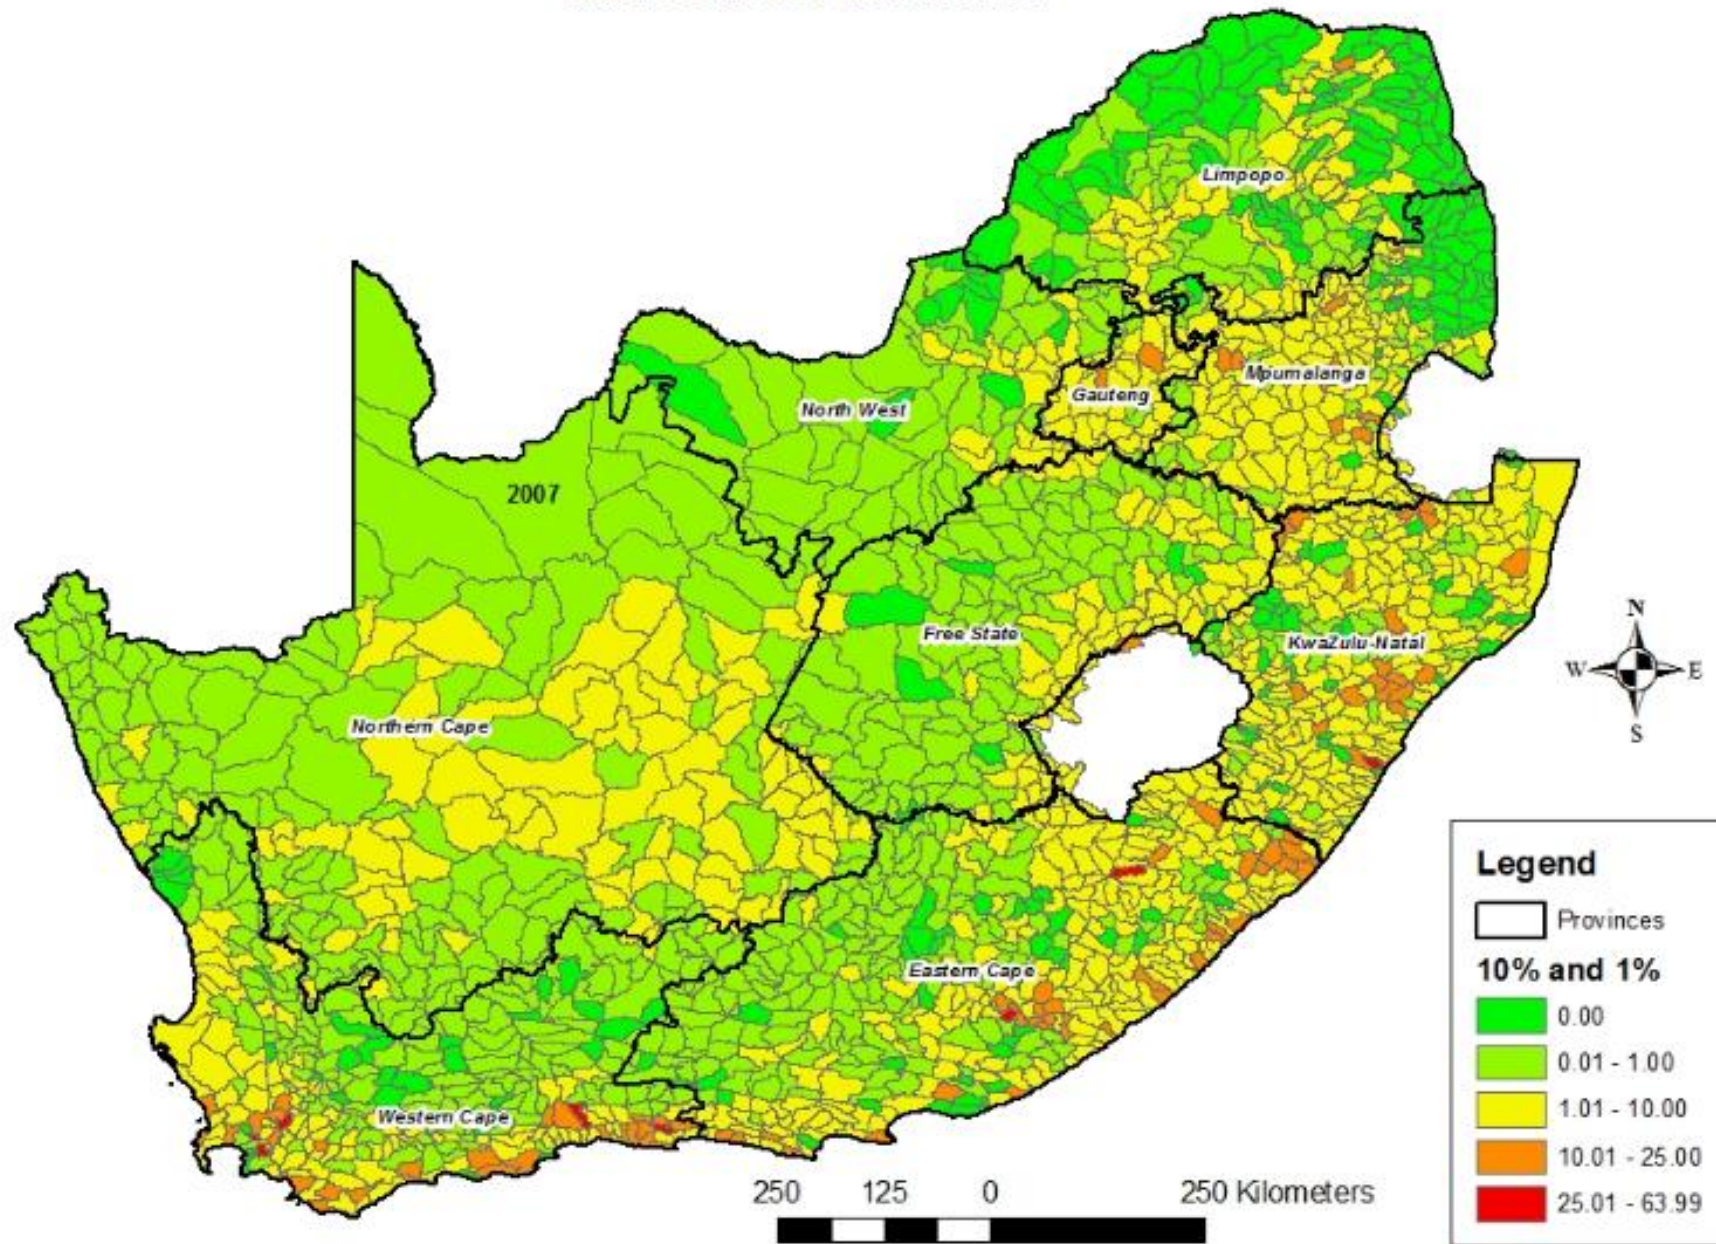 Limpopo
Mpumalanga
Gauteng
North West
2007
Free State
KwaZulu-Natal
Northern Cape
Eastern Cape
Western Cape
N
W E
S
250 125 0 250 Kilometers
Legend
Provinces
10% and 1%
0.00
0.01 - 1.00
1.01 - 10.00
10.01 - 25.00
25.01 - 63.99